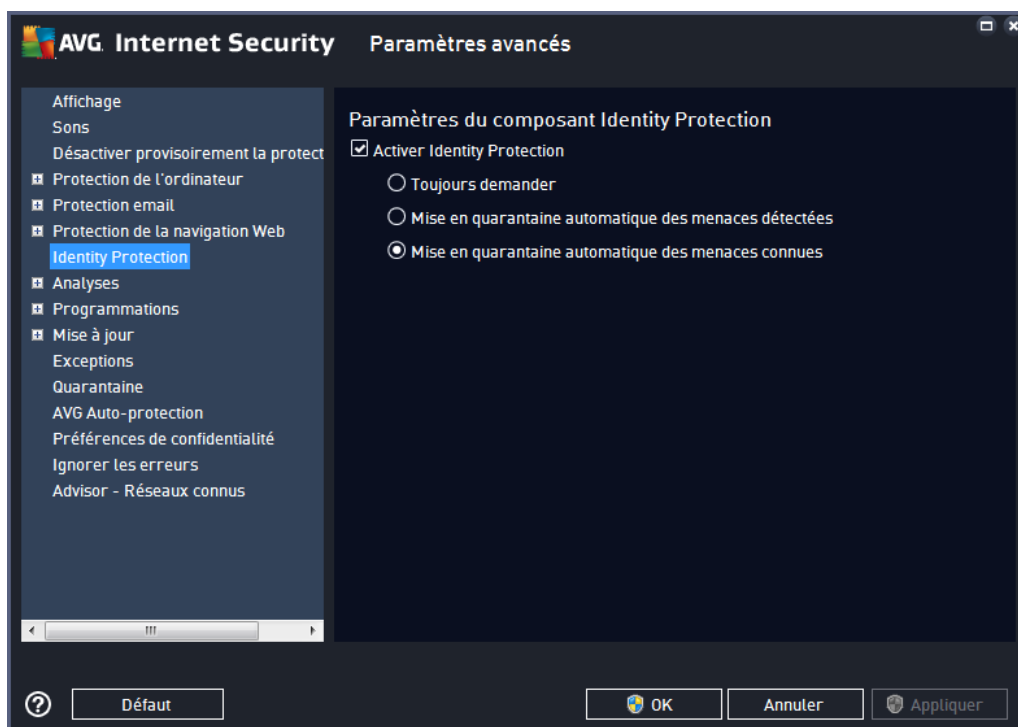 AVG. Internet Security Paramètres avancés
Affichage
Sons
Désactiver provisoirement la protect
Protection de l'ordinateur
Protection email
Protection de la navigation Web
Identity Protection
Analyses
Programmations
Mise à jour
Exceptions
Quarantaine
AVG Auto-protection
Préférences de confidentialité
Ignorer les erreurs
Advisor - Réseaux connus
Paramètres du composant Identity Protection
Activer Identity Protection
Toujours demander
Mise en quarantaine automatique des menaces détectées
Mise en quarantaine automatique des menaces connues
? Défaut OK Annuler Appliquer